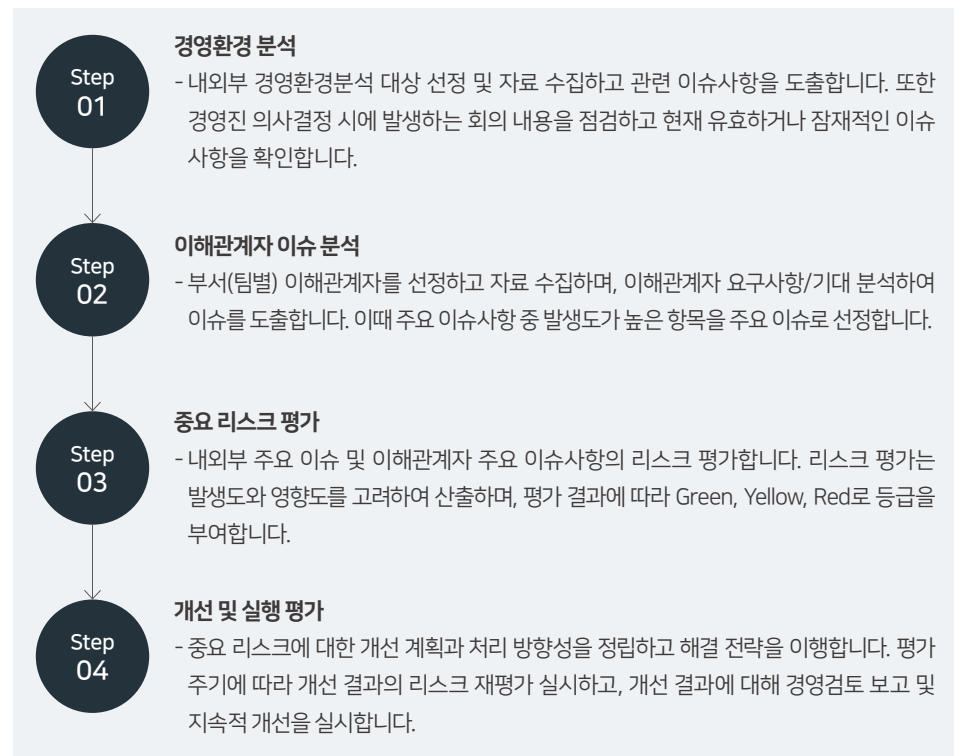 Step
01
경영환경 분석
- 내외부 경영환경분석 대상 선정 및 자료 수집하고 관련 이슈사항을 도출합니다. 또한
경영진 의사결정 시에 발생하는 회의 내용을 점검하고 현재 유효하거나 잠재적인 이슈
사항을 확인합니다.
Step
02
이해관계자 이슈 분석
- 부서(팀별) 이해관계자를 선정하고 자료 수집하며, 이해관계자 요구사항/기대 분석하여
이슈를 도출합니다. 이때 주요 이슈사항 중 발생도가 높은 항목을 주요 이슈로 선정합니다.
Step
03
중요 리스크 평가
- 내외부 주요 이슈 및 이해관계자 주요 이슈사항의 리스크 평가합니다. 리스크 평가는
발생도와 영향도를 고려하여 산출하며, 평가 결과에 따라 Green, Yellow, Red로 등급을
부여합니다.
Step
04
개선 및 실행 평가
- 중요 리스크에 대한 개선 계획과 처리 방향성을 정립하고 해결 전략을 이행합니다. 평가
주기에 따라 개선 결과의 리스크 재평가 실시하고, 개선 결과에 대해 경영검토 보고 및
지속적 개선을 실시합니다.